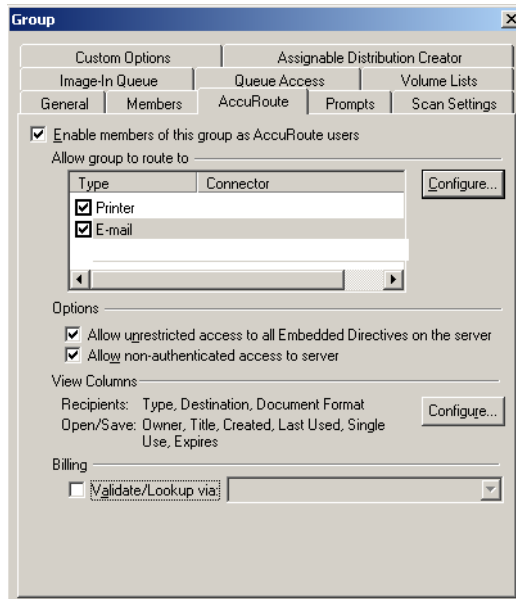 Group
Custom Options Assignable Distribution Creator
Image-In Queue Queue Access Volume Lists
General Members AccuRoute Prompts Scan Settings
Enable members of this group as AccuRoute users
Allow group to route to
Type Connector
Configure...
Printer
E-mail
Options
Allow unrestricted access to all Embedded Directives on the server
Allow non-authenticated access to server
View Columns
Recipients: Type, Destination, Document Format
Configure...
Open/Save: Owner, Title, Created, Last Used, Single
Use, Expires
Billing
Validate/Lookup via: